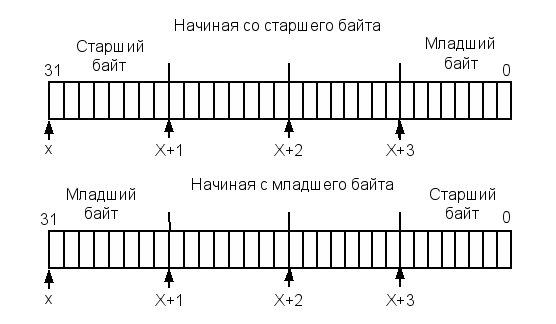 Начиная со старшего байта
Старший
байт
Младший
байт
31
0
x
X+1
X+2
X+3
Начиная с младшего байта
Младший
байт
Старший
байт
31
0
x
X+1
X+2
X+3